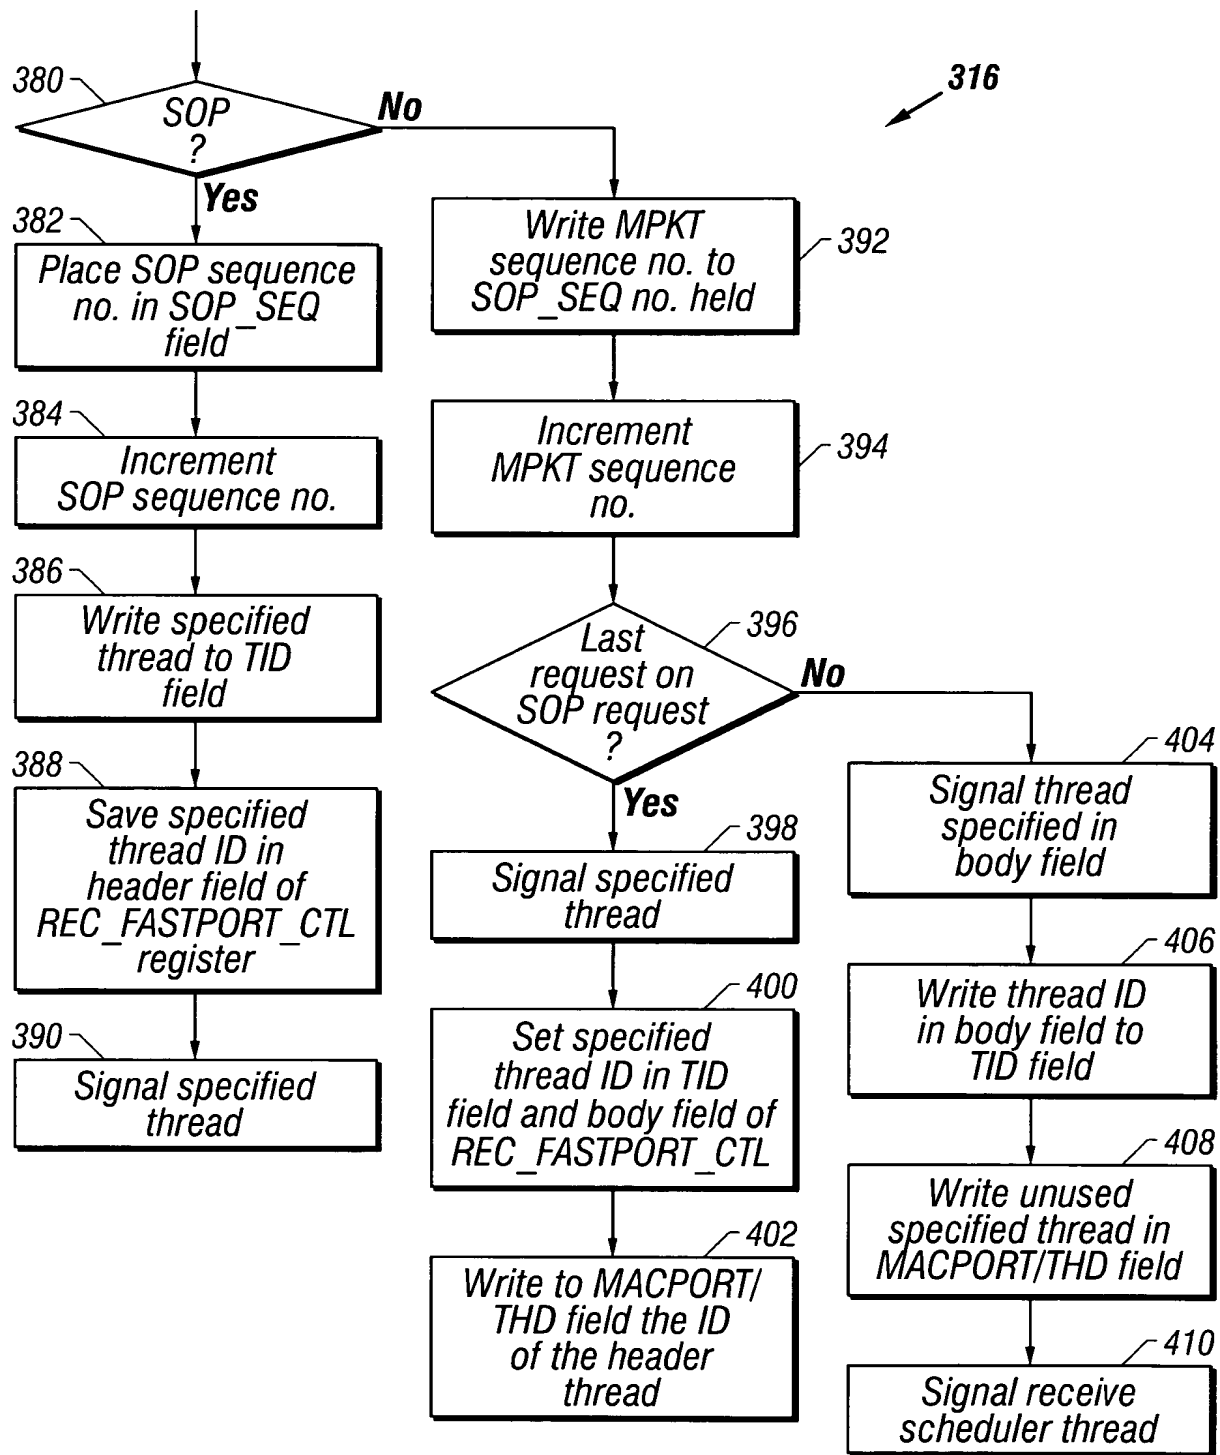 316
380
SOP
?
No
Yes
382
Place SOP sequence
no. in SOP_SEQ
field
384
Increment
SOP sequence no.
386
Write specified
thread to TID
field
388
Save specified
thread ID in
header field of
REC_FASTPORT_CTL
register
390
Signal specified
thread
392
Write MPKT
sequence no. to
SOP_SEQ no. held
394
Increment
MPKT sequence
no.
396
Last
request on
SOP request
?
No
Yes
398
Signal specified
thread
400
Set specified
thread ID in TID
field and body field of
REC_FASTPORT_CTL
402
Write to MACPORT/
THD field the ID
of the header
thread
404
Signal thread
specified in
body field
406
Write thread ID
in body field to
TID field
408
Write unused
specified thread in
MACPORT/THD field
410
Signal receive
scheduler thread